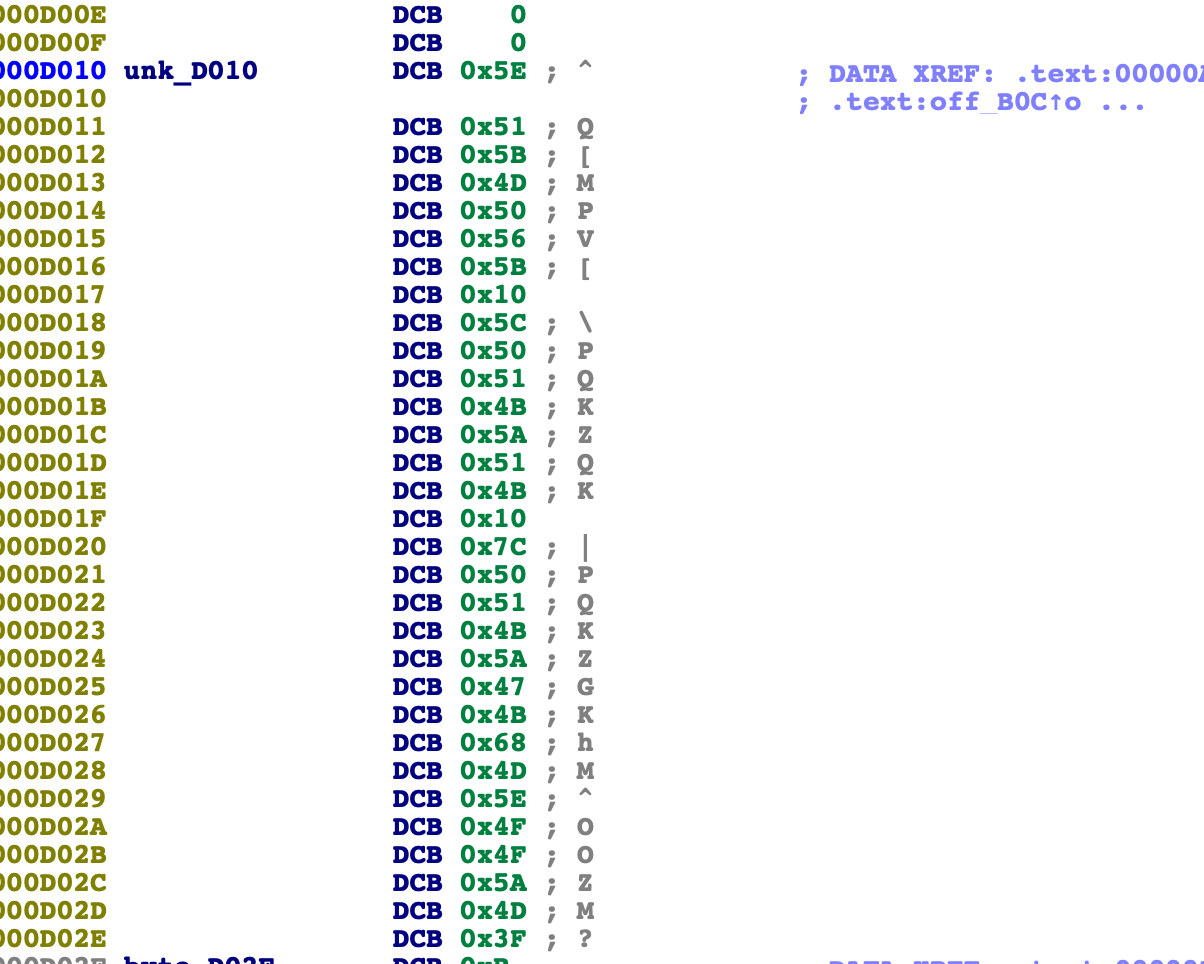 000D00E DCB 0
000D00F DCB 0
000D010 unk_D010 DCB 0x5E ; ^ ; DATA XREF: .text:00000A
000D010 ; .text:off_B0C↑o ...
000D011 DCB 0x51 ; Q
000D012 DCB 0x5B ; [
000D013 DCB 0x4D ; M
000D014 DCB 0x50 ; P
000D015 DCB 0x56 ; V
000D016 DCB 0x5B ; [
000D017 DCB 0x10
000D018 DCB 0x5C ; \
000D019 DCB 0x50 ; P
000D01A DCB 0x51 ; Q
000D01B DCB 0x4B ; K
000D01C DCB 0x5A ; Z
000D01D DCB 0x51 ; Q
000D01E DCB 0x4B ; K
000D01F DCB 0x10
000D020 DCB 0x7C ; |
000D021 DCB 0x50 ; P
000D022 DCB 0x51 ; Q
000D023 DCB 0x4B ; K
000D024 DCB 0x5A ; Z
000D025 DCB 0x47 ; G
000D026 DCB 0x4B ; K
000D027 DCB 0x68 ; h
000D028 DCB 0x4D ; M
000D029 DCB 0x5E ; ^
000D02A DCB 0x4F ; O
000D02B DCB 0x4F ; O
000D02C DCB 0x5A ; Z
000D02D DCB 0x4D ; M
000D02E DCB 0x3F ; ?